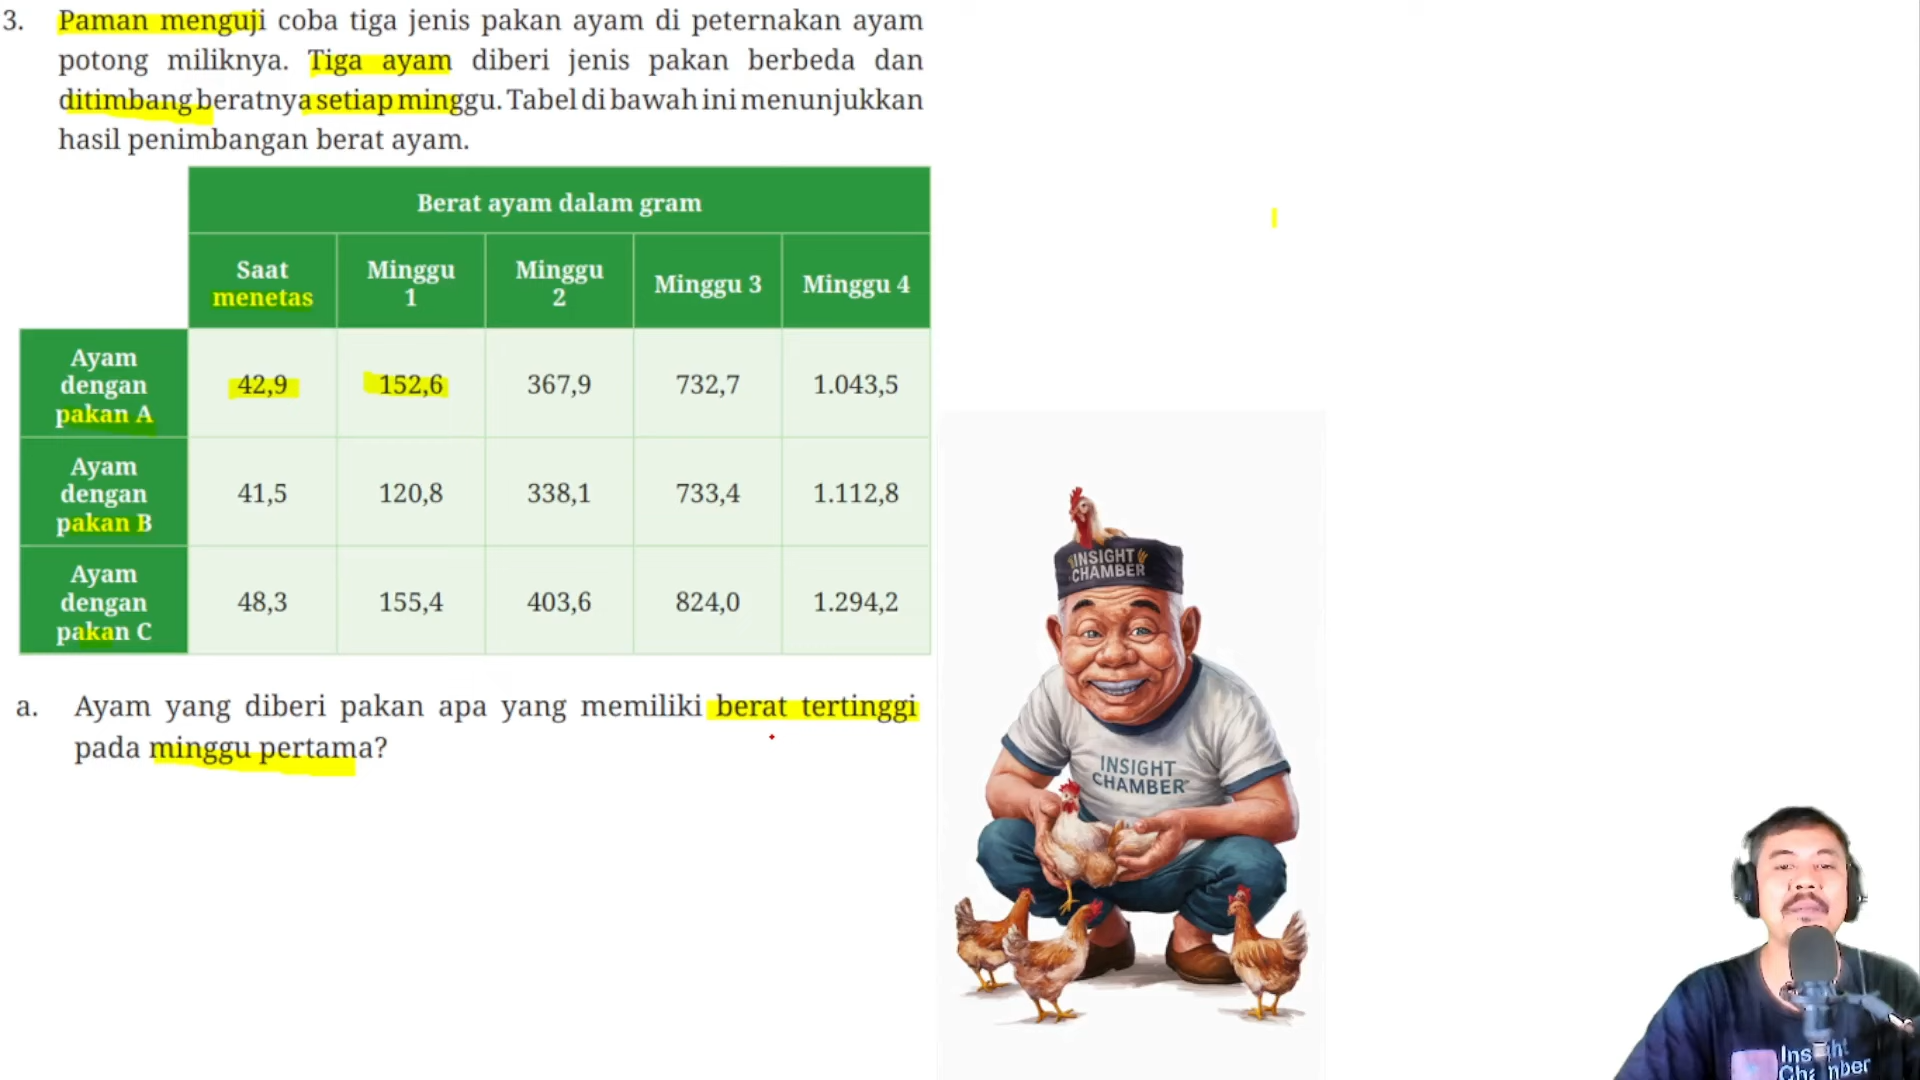 3. Paman menguji coba tiga jenis pakan ayam di peternakan ayam
potong miliknya. Tiga ayam diberi jenis pakan berbeda dan
ditimbang beratnya setiap minggu. Tabel di bawah ini menunjukkan
hasil penimbangan berat ayam.
Berat ayam dalam gram
Saat menetas Minggu 1 Minggu 2 Minggu 3 Minggu 4
Ayam dengan pakan A 42,9 152,6 367,9 732,7 1.043,5
Ayam dengan pakan B 41,5 120,8 338,1 733,4 1.112,8
Ayam dengan pakan C 48,3 155,4 403,6 824,0 1.294,2
a. Ayam yang diberi pakan apa yang memiliki berat tertinggi
pada minggu pertama?
INSIGHT
CHAMBER
INSIGHT
CHAMBER